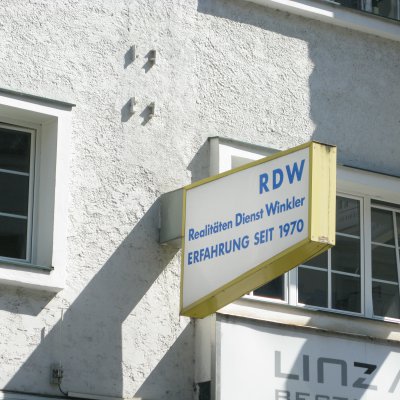 RDW
Realitäten Dienst Winkler
ERFAHRUNG SEIT 1970
LINZ